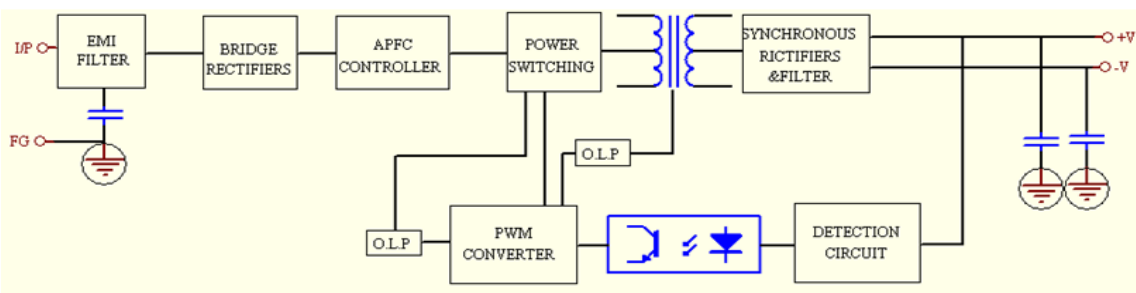 I/P
EMI
FILTER
BRIDGE
RECTIFIERS
APFC
CONTROLLER
POWER
SWITCHING
SYNCHRONOUS
RICTIFIERS
&FILTER
+V
-V
FG
O.L.P
O.L.P
PWM
CONVERTER
DETECTION
CIRCUIT